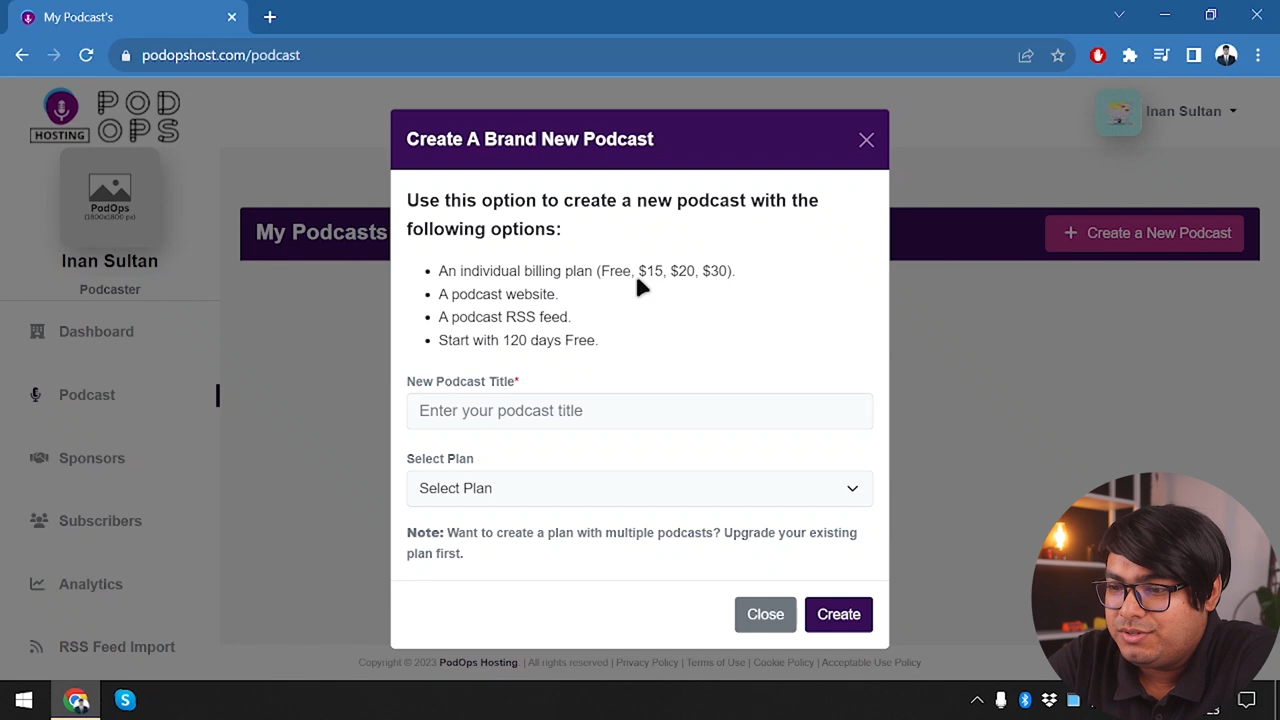 My Podcast's
podopshost.com/podcast
POD
OPS
HOSTING
Inan Sultan
PodOps
(1800x1800 px)
Inan Sultan
Podcaster
Dashboard
Podcast
Sponsors
Subscribers
Analytics
RSS Feed Import
My Podcasts
+ Create a New Podcast
Create A Brand New Podcast
Use this option to create a new podcast with the
following options:
• An individual billing plan (Free, $15, $20, $30).
• A podcast website.
• A podcast RSS feed.
• Start with 120 days Free.
New Podcast Title*
Enter your podcast title
Select Plan
Select Plan
Note: Want to create a plan with multiple podcasts? Upgrade your existing
plan first.
Close
Create
Copyright © 2023 PodOps Hosting | All rights reserved | Privacy Policy | Terms of Use | Cookie Policy | Acceptable Use Policy